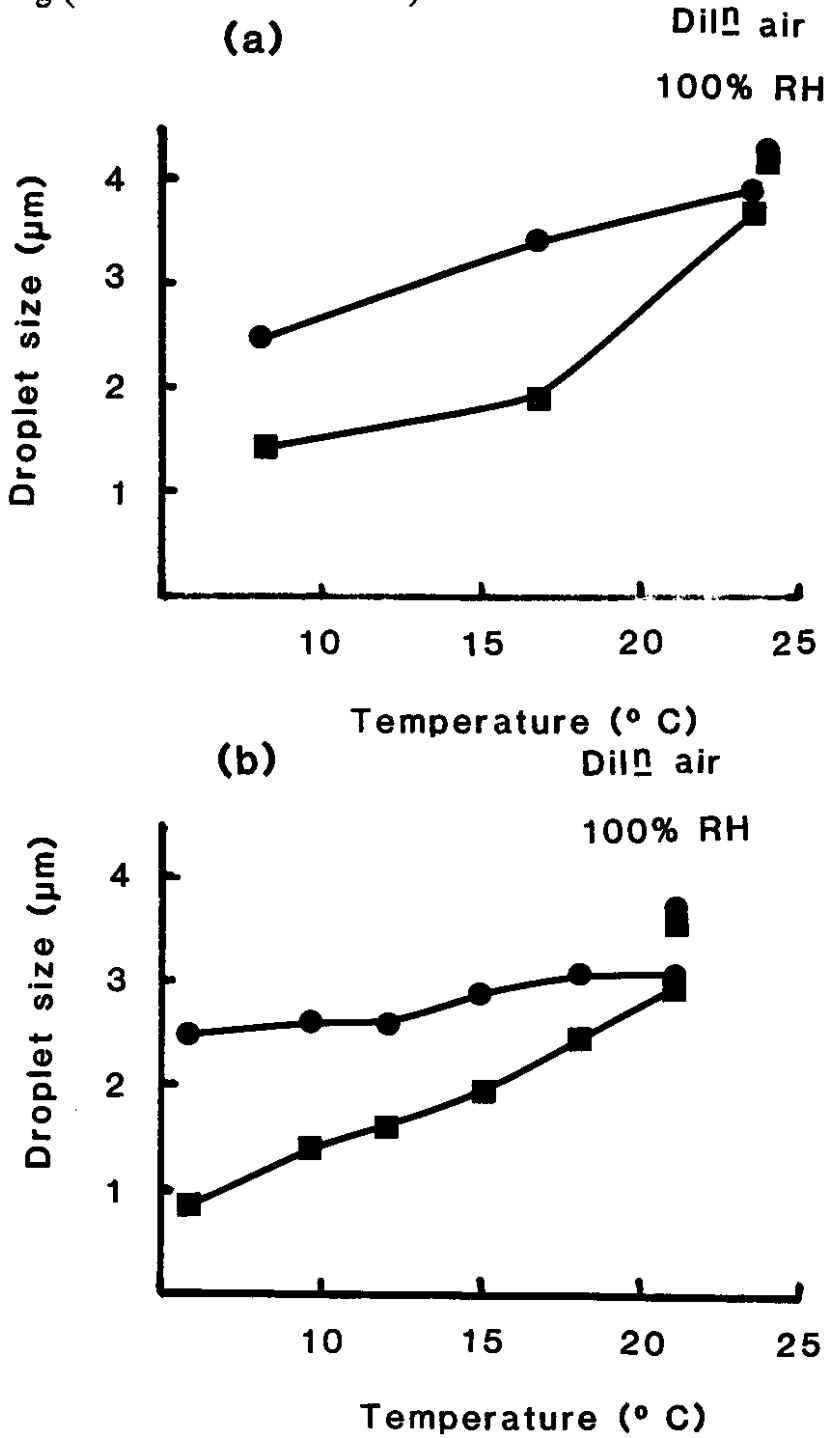 (a)
Diln air
100% RH
4
3
2
1
Droplet size (µm)
10 15 20 25
Temperature (º C)
(b)
Diln air
100% RH
4
3
2
1
Droplet size (µm)
10 15 20 25
Temperature (º C)